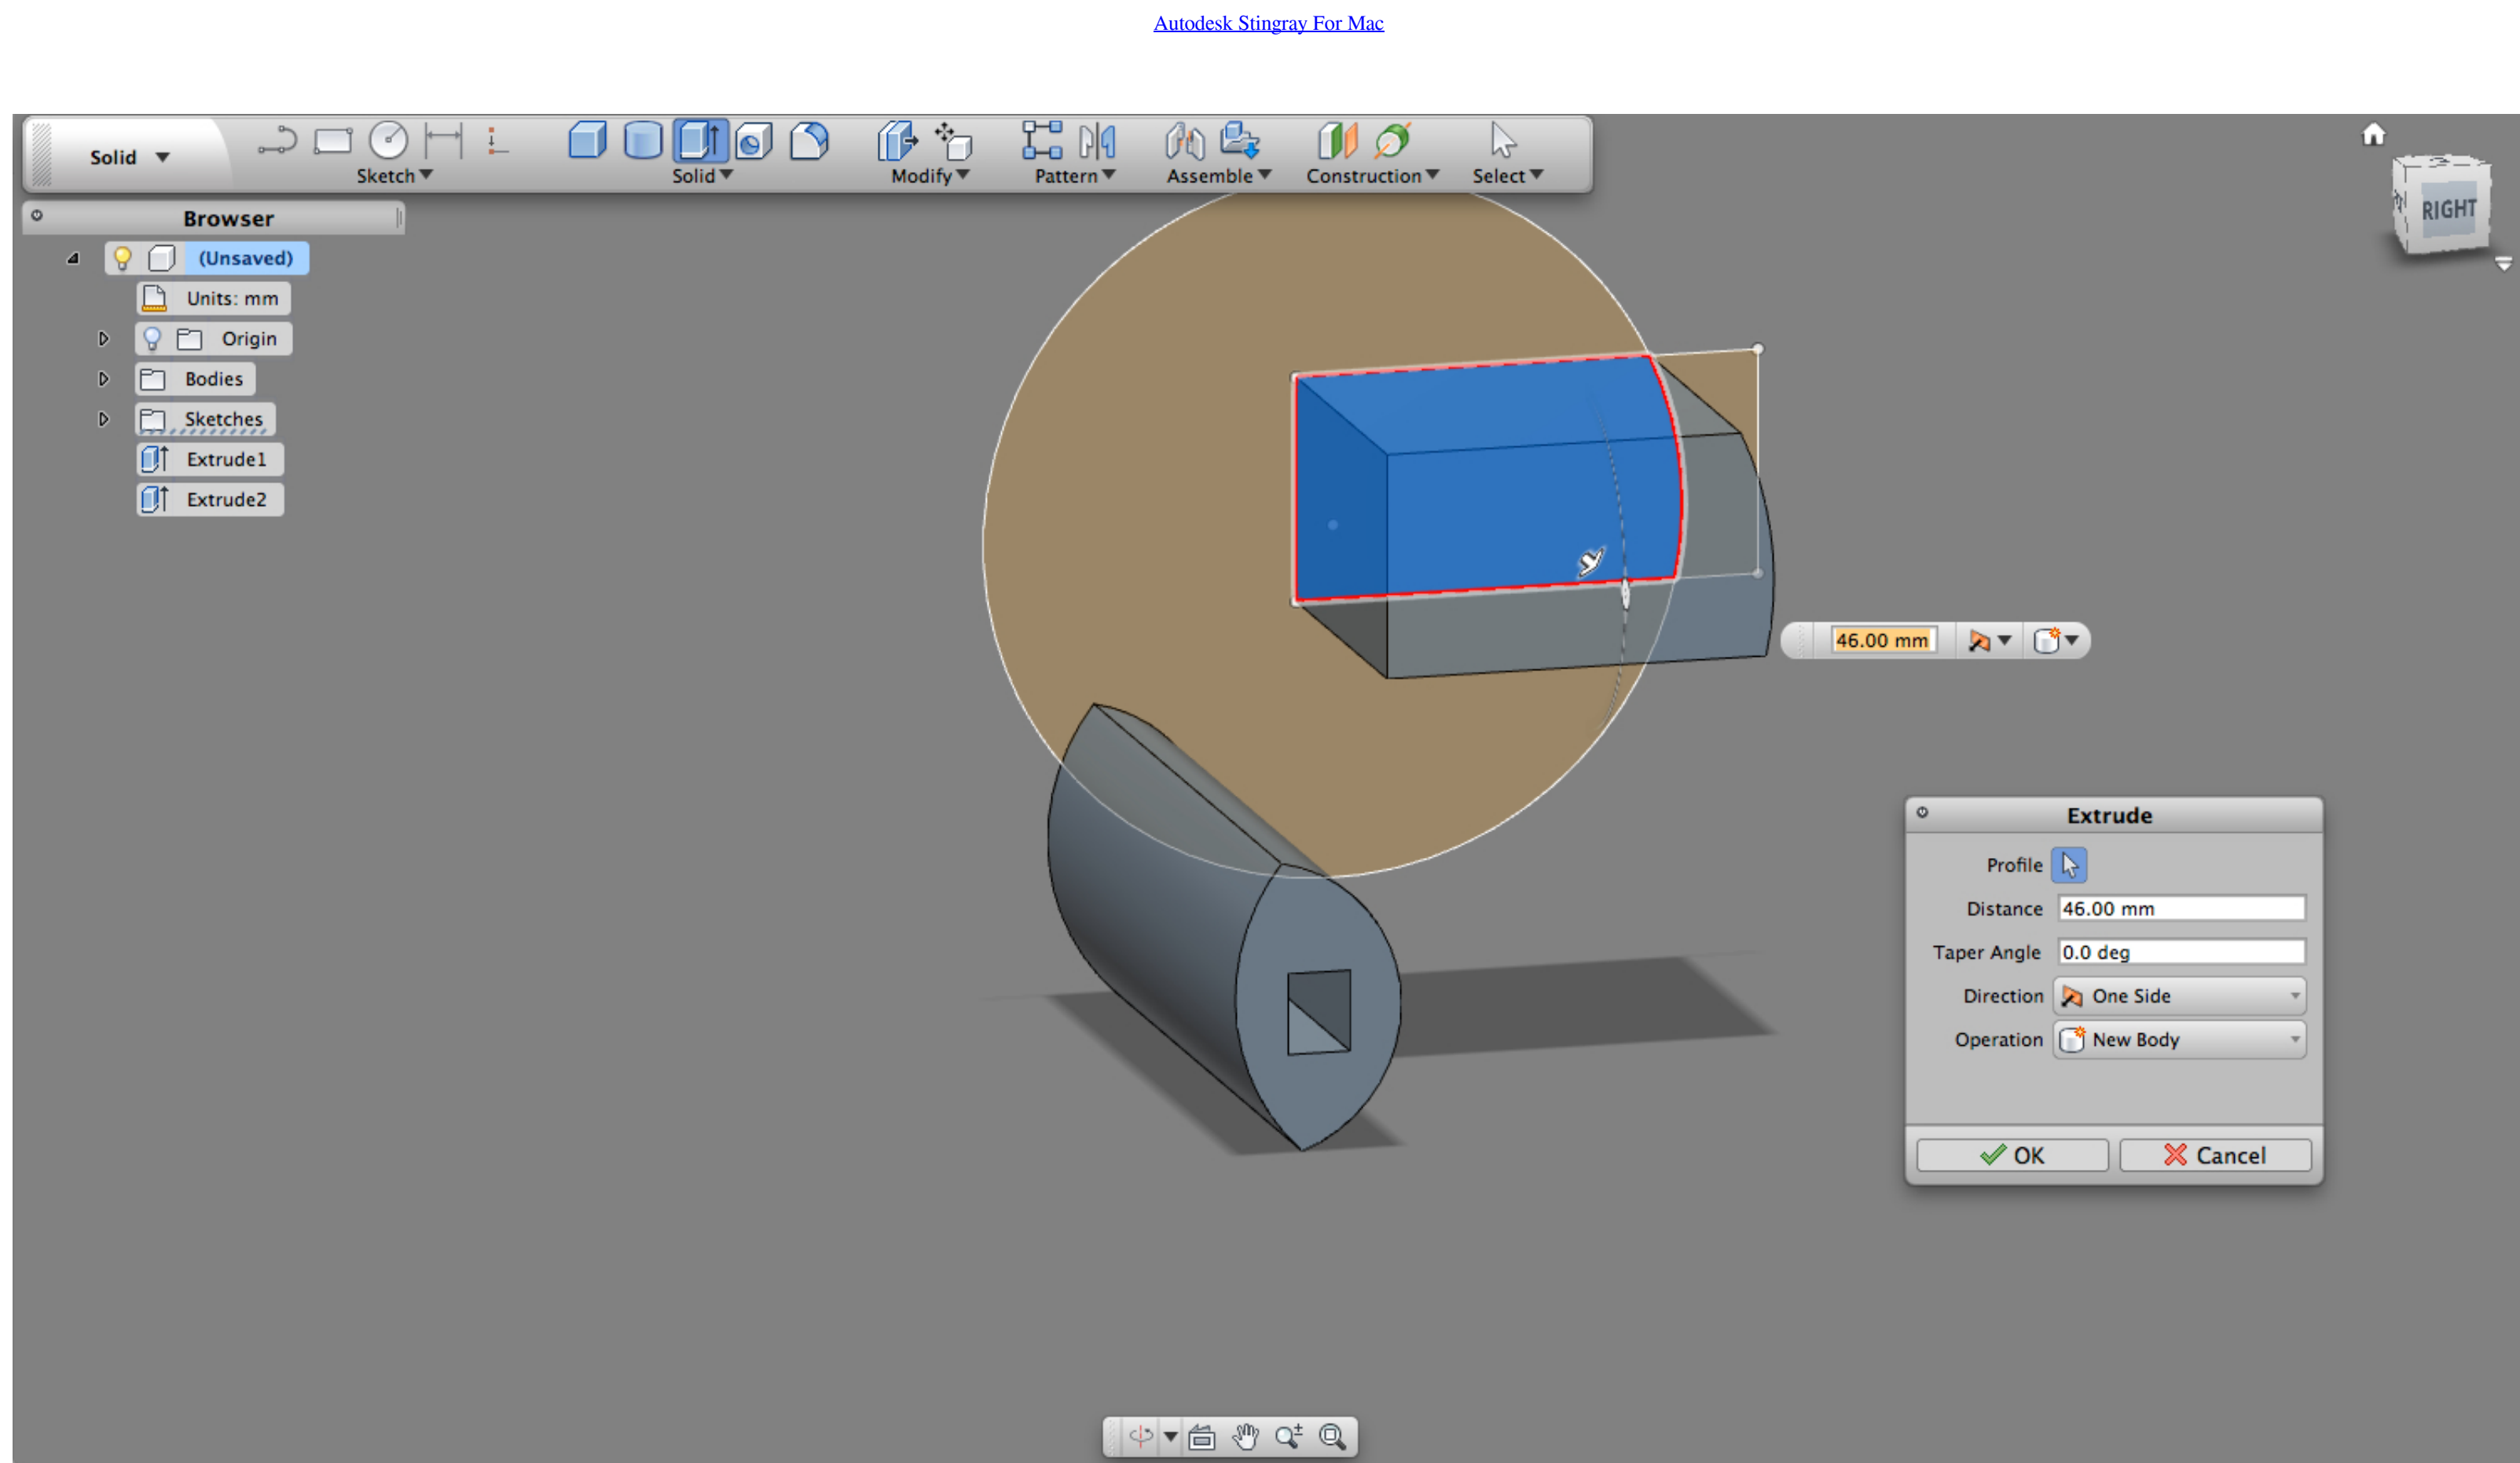 Autodesk Stingray For Mac
Solid
Sketch
Solid
Modify
Pattern
Assemble
Construction
Select
Browser
(Unsaved)
Units: mm
Origin
Bodies
Sketches
Extrude1
Extrude2
RIGHT
46.00 mm
Extrude
Profile
Distance 46.00 mm
Taper Angle 0.0 deg
Direction One Side
Operation New Body
OK Cancel